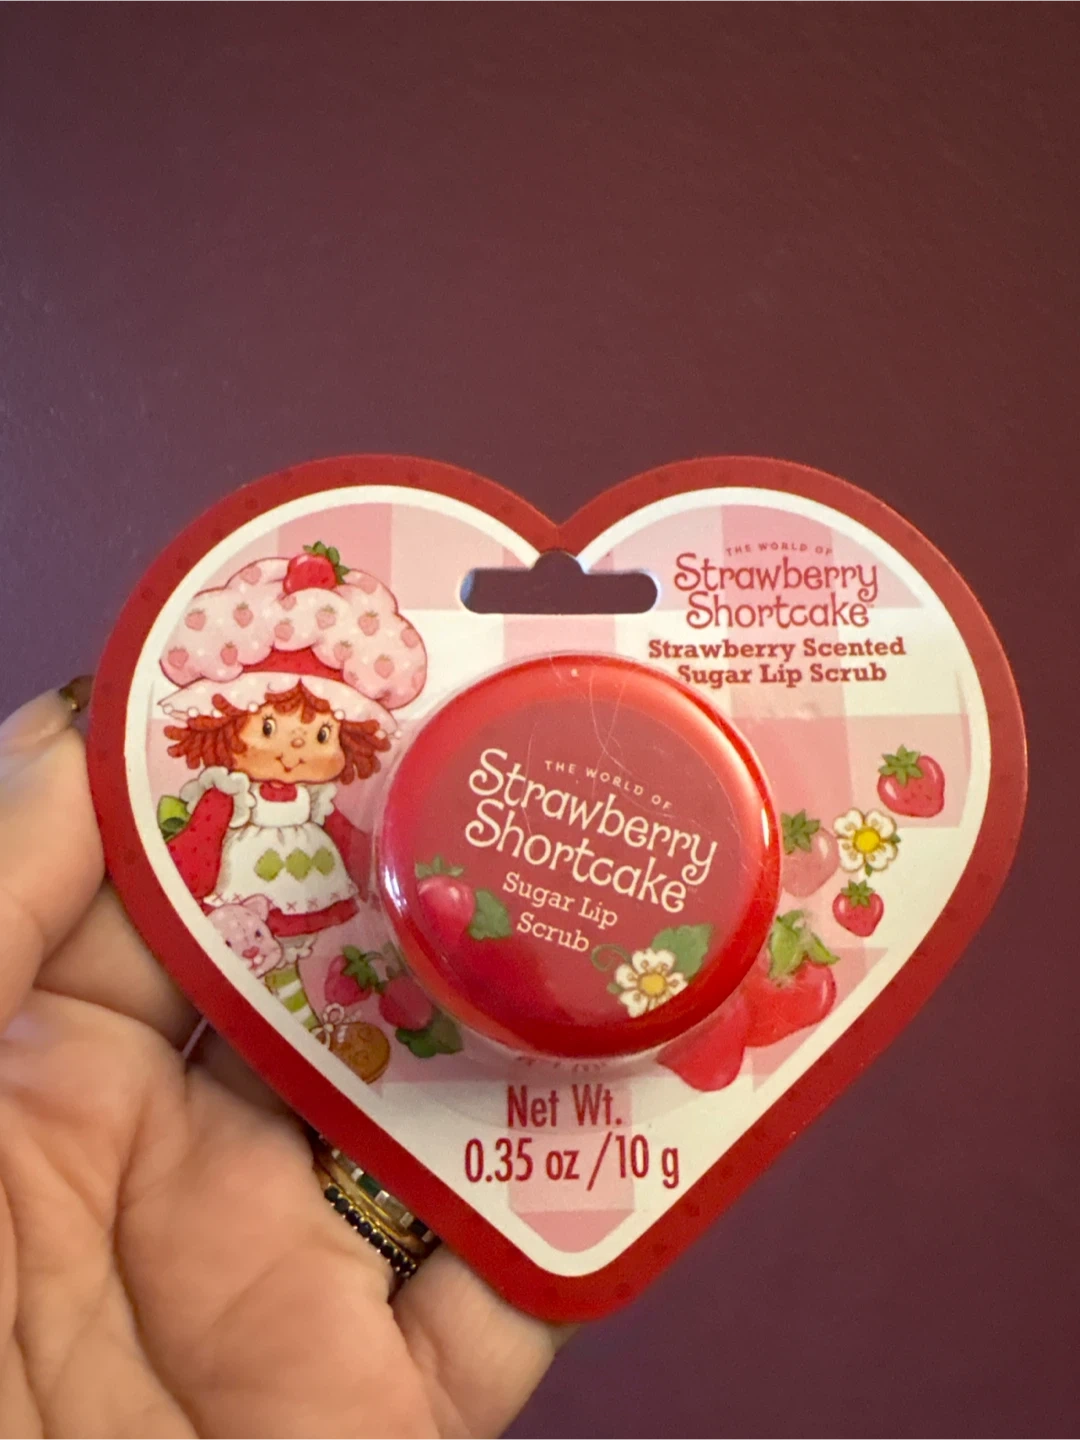 THE WORLD OF
Strawberry
Shortcake™
Strawberry Scented
Sugar Lip Scrub
THE WORLD OF
Strawberry
Shortcake
Sugar Lip
Scrub
Net Wt.
0.35 oz/10 g